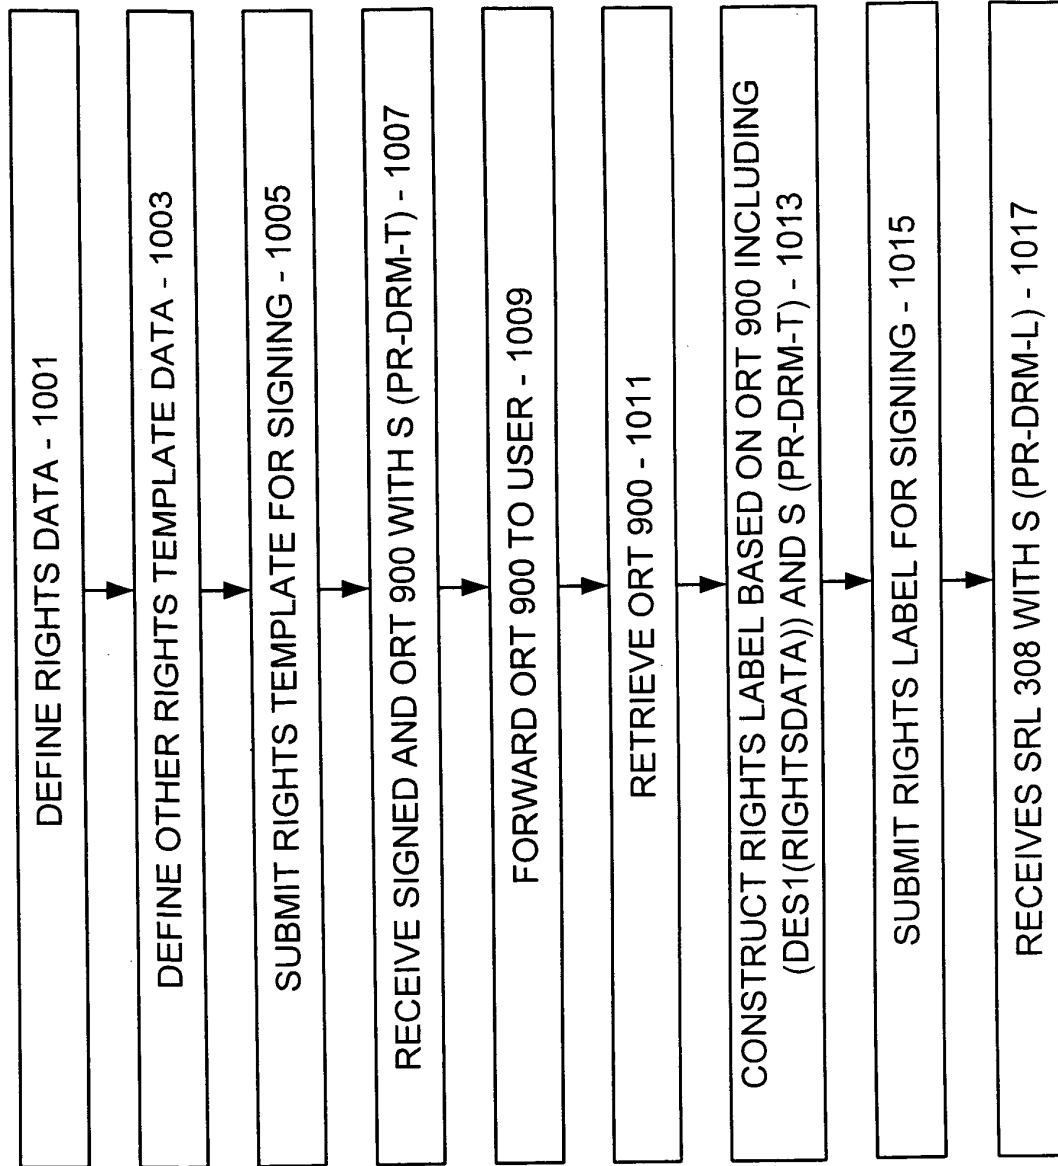 DEFINE RIGHTS DATA - 1001
DEFINE OTHER RIGHTS TEMPLATE DATA - 1003
SUBMIT RIGHTS TEMPLATE FOR SIGNING - 1005
RECEIVE SIGNED AND ORT 900 WITH S (PR-DRM-T) - 1007
FORWARD ORT 900 TO USER - 1009
RETRIEVE ORT 900 - 1011
CONSTRUCT RIGHTS LABEL BASED ON ORT 900 INCLUDING
(DES1(RIGHTSDATA)) AND S (PR-DRM-T) - 1013
SUBMIT RIGHTS LABEL FOR SIGNING - 1015
RECEIVES SRL 308 WITH S (PR-DRM-L) - 1017